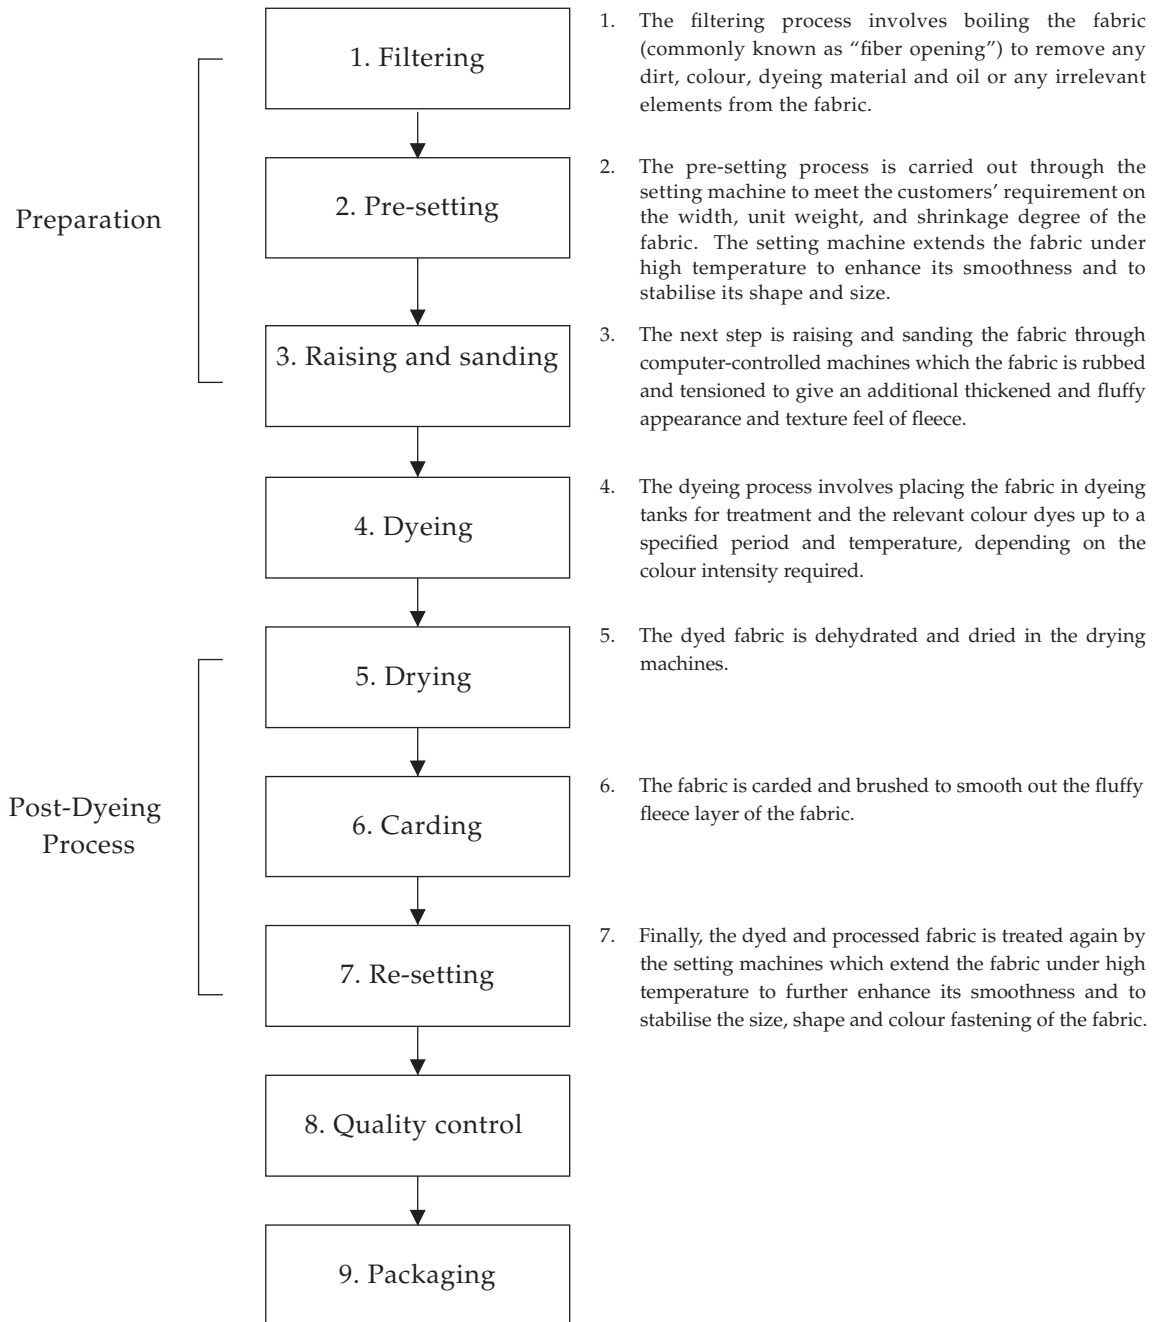 1. Filtering
1. The filtering process involves boiling the fabric
(commonly known as “fiber opening”) to remove any
dirt, colour, dyeing material and oil or any irrelevant
elements from the fabric.
Preparation
2. Pre-setting
2. The pre-setting process is carried out through the
setting machine to meet the customers’ requirement on
the width, unit weight, and shrinkage degree of the
fabric. The setting machine extends the fabric under
high temperature to enhance its smoothness and to
stabilise its shape and size.
3. Raising and sanding
3. The next step is raising and sanding the fabric through
computer-controlled machines which the fabric is rubbed
and tensioned to give an additional thickened and fluffy
appearance and texture feel of fleece.
4. Dyeing
4. The dyeing process involves placing the fabric in dyeing
tanks for treatment and the relevant colour dyes up to a
specified period and temperature, depending on the
colour intensity required.
5. Drying
5. The dyed fabric is dehydrated and dried in the drying
machines.
Post-Dyeing
Process
6. Carding
6. The fabric is carded and brushed to smooth out the fluffy
fleece layer of the fabric.
7. Re-setting
7. Finally, the dyed and processed fabric is treated again by
the setting machines which extend the fabric under high
temperature to further enhance its smoothness and to
stabilise the size, shape and colour fastening of the fabric.
8. Quality control
9. Packaging